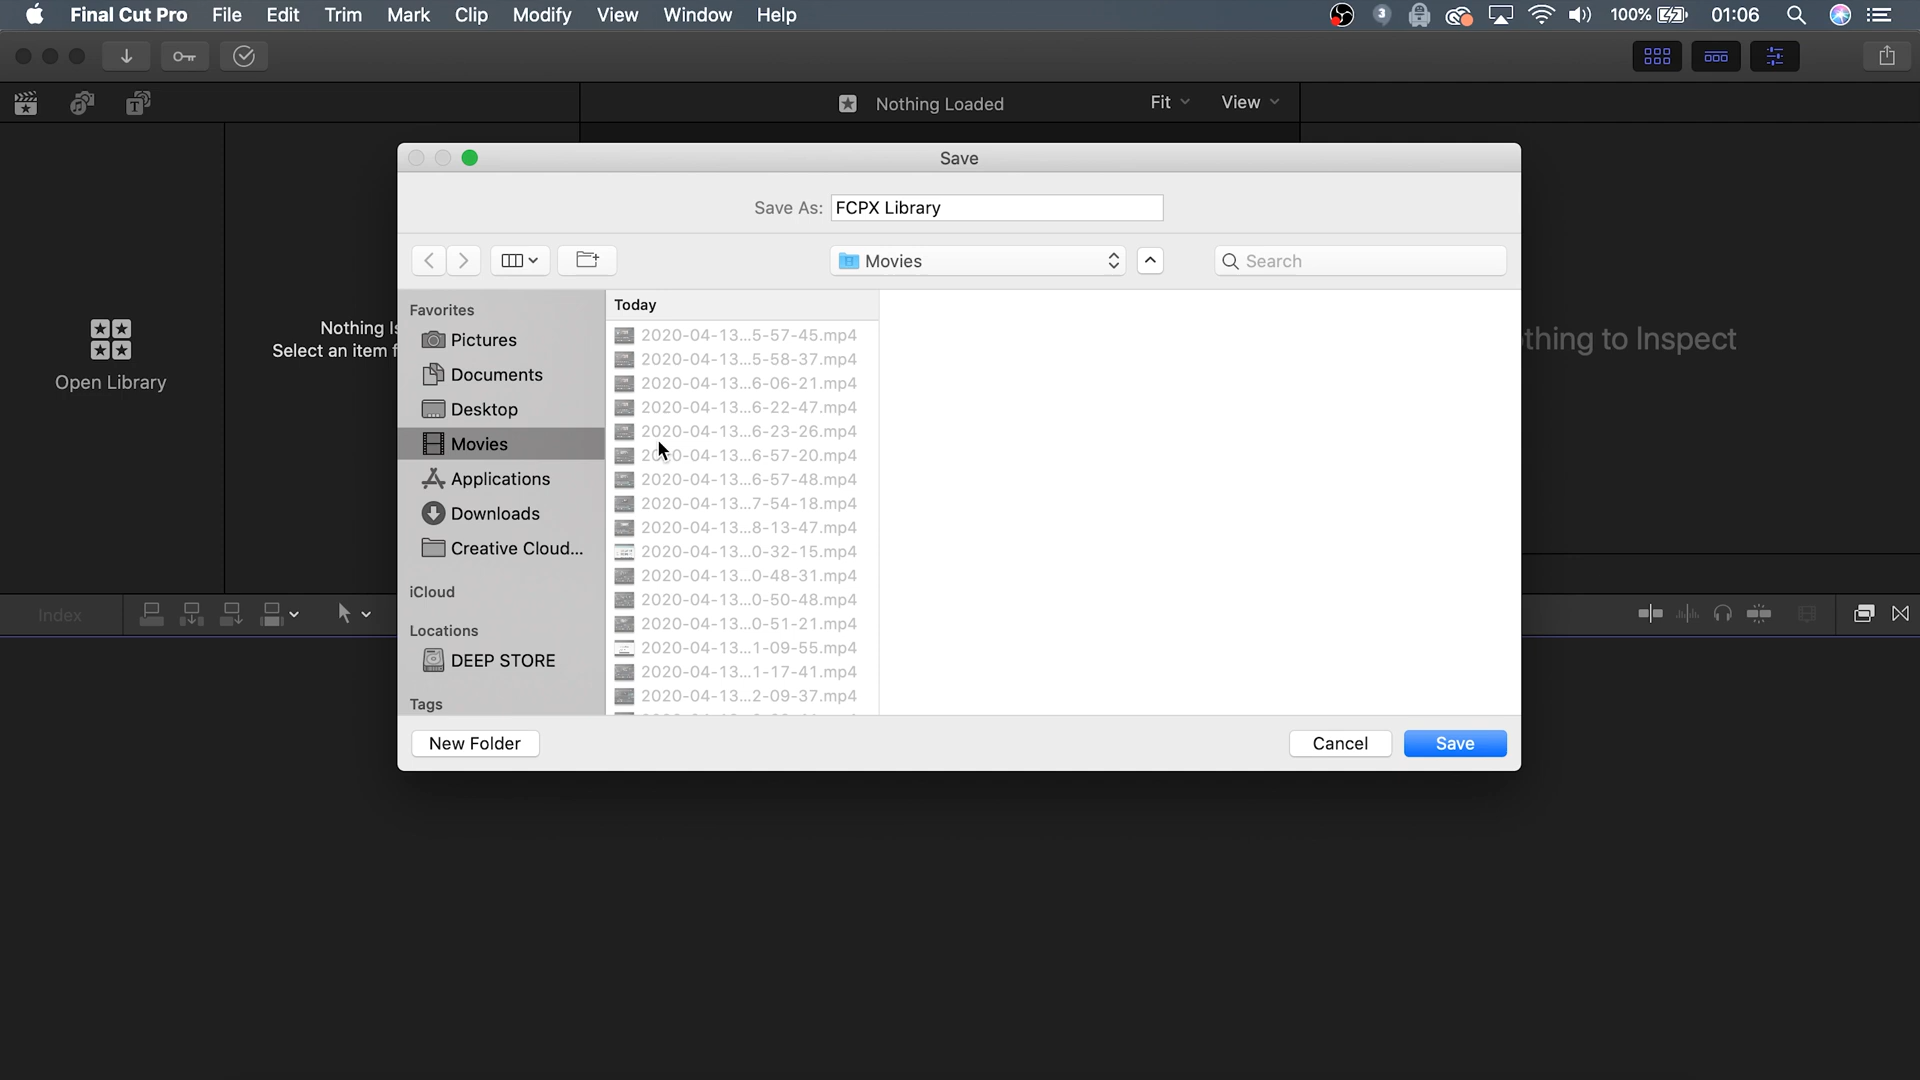 Final Cut Pro File Edit Trim Mark Clip Modify View Window Help 3 100% 01:06
Nothing Loaded Fit View
Save
Save As: FCPX Library
Movies Search
Favorites
Pictures
Documents
Desktop
Movies
Applications
Downloads
Creative Cloud...
iCloud
Locations
DEEP STORE
Tags
Today
2020-04-13...5-57-45.mp4
2020-04-13...5-58-37.mp4
2020-04-13...6-06-21.mp4
2020-04-13...6-22-47.mp4
2020-04-13...6-23-26.mp4
2020-04-13...6-57-20.mp4
2020-04-13...6-57-48.mp4
2020-04-13...7-54-18.mp4
2020-04-13...8-13-47.mp4
2020-04-13...0-32-15.mp4
2020-04-13...0-48-31.mp4
2020-04-13...0-50-48.mp4
2020-04-13...0-51-21.mp4
2020-04-13...1-09-55.mp4
2020-04-13...1-17-41.mp4
2020-04-13...2-09-37.mp4
New Folder Cancel Save
Open Library
Nothing
Select an item
thing to Inspect
Index